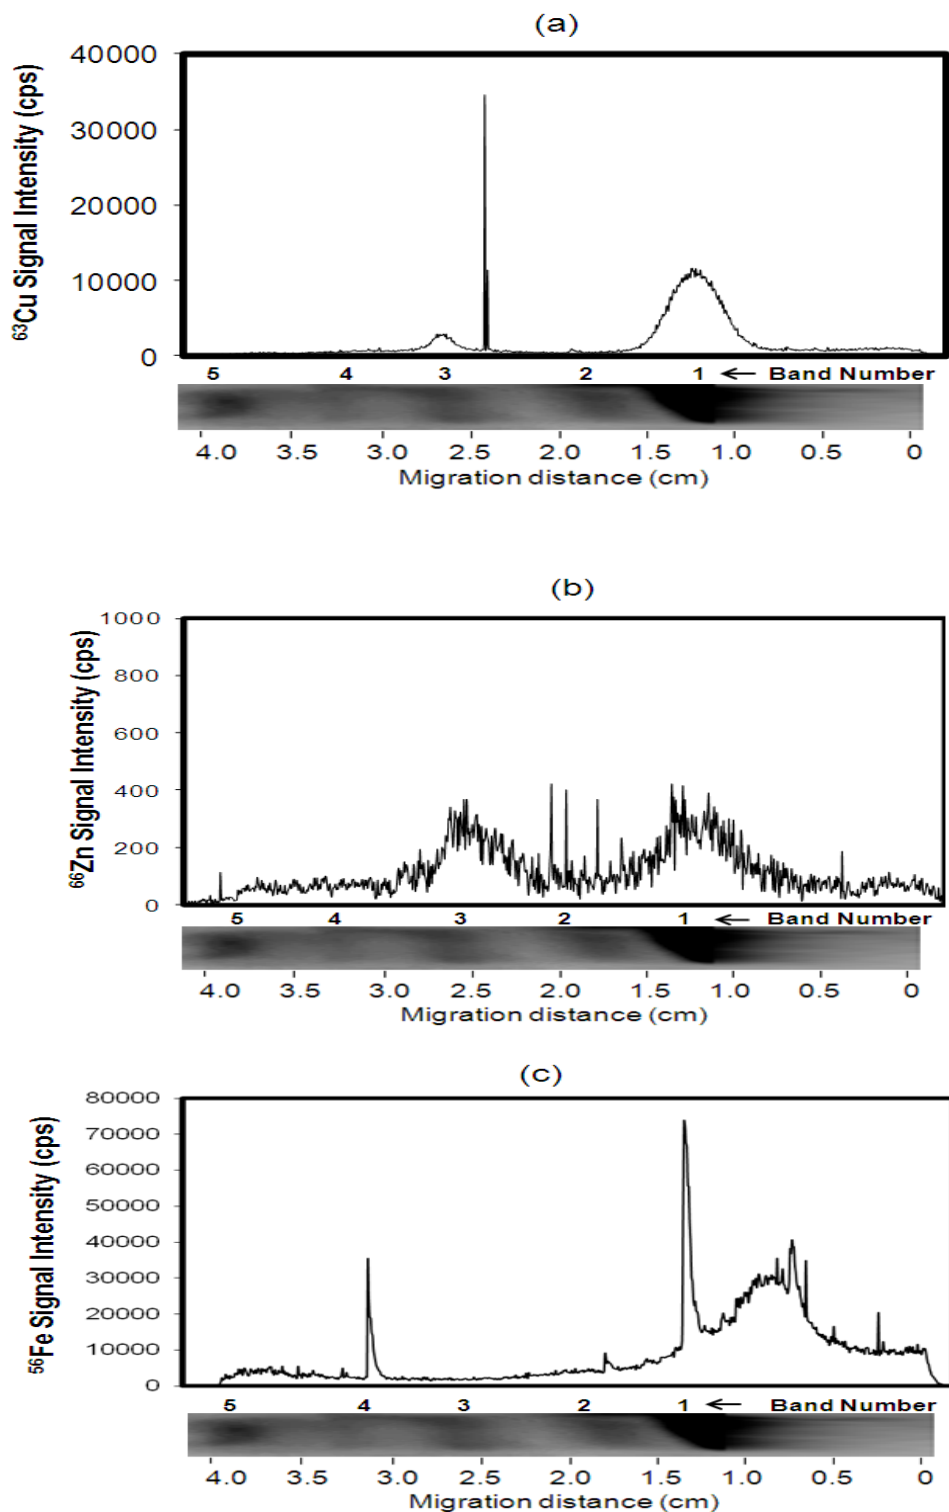 (a)
⁶³Cu Signal Intensity (cps)
40000
30000
20000
10000
0
5 4 3 2 1 ← Band Number
4.0 3.5 3.0 2.5 2.0 1.5 1.0 0.5 0
Migration distance (cm)
(b)
⁶⁶Zn Signal Intensity (cps)
1000
800
600
400
200
0
5 4 3 2 1 ← Band Number
4.0 3.5 3.0 2.5 2.0 1.5 1.0 0.5 0
Migration distance (cm)
(c)
⁵⁶Fe Signal Intensity (cps)
80000
70000
60000
50000
40000
30000
20000
10000
0
5 4 3 2 1 ← Band Number
4.0 3.5 3.0 2.5 2.0 1.5 1.0 0.5 0
Migration distance (cm)